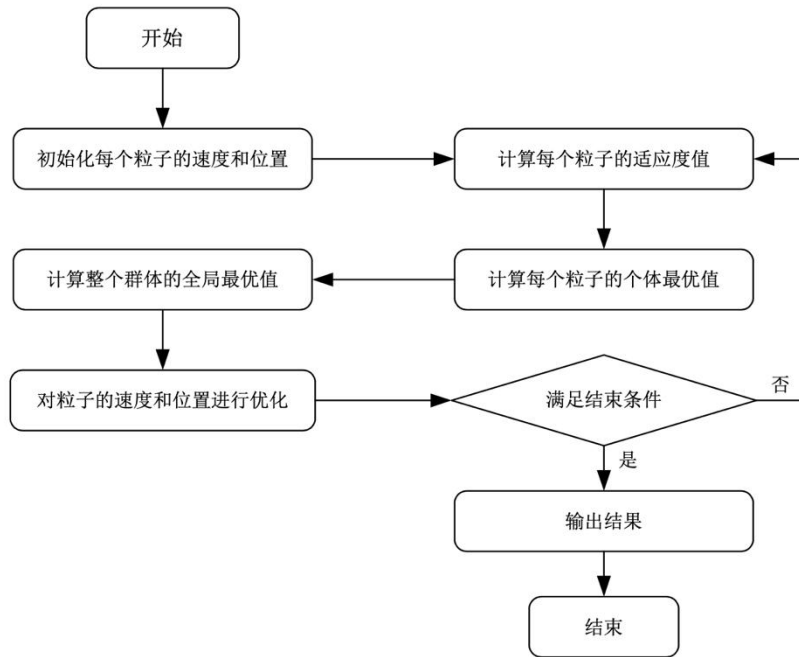 开始
初始化每个粒子的速度和位置
计算每个粒子的适应度值
计算每个粒子的个体最优值
计算整个群体的全局最优值
对粒子的速度和位置进行优化
满足结束条件
否
是
输出结果
结束